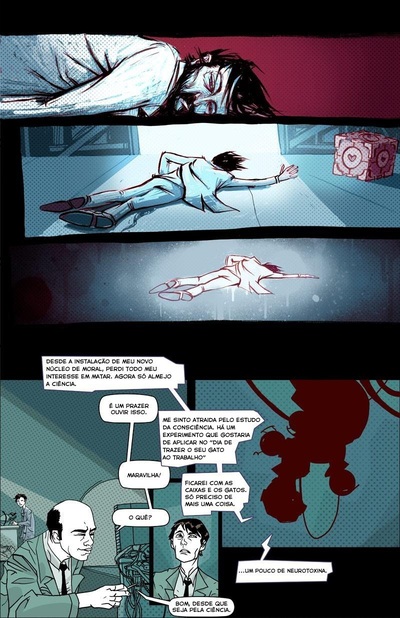 DESDE A INSTALAÇÃO DE MEU NOVO
NÚCLEO DE MORAL, PERDI TODO MEU
INTERESSE EM MATAR. AGORA SÓ ALMEJO
A CIÊNCIA.
É UM PRAZER
OUVIR ISSO.
ME SINTO ATRAIDA PELO ESTUDO
DA CONSCIÊNCIA. HÁ UM
EXPERIMENTO QUE GOSTARIA
DE APLICAR NO "DIA DE
TRAZER O SEU GATO
AO TRABALHO"
MARAVILHA!
FICAREI COM AS
CAIXAS E OS GATOS.
SÓ PRECISO DE
MAIS UMA COISA.
O QUÊ?
...UM POUCO DE NEUROTOXINA.
BOM, DESDE QUE
SEJA PELA CIÊNCIA.